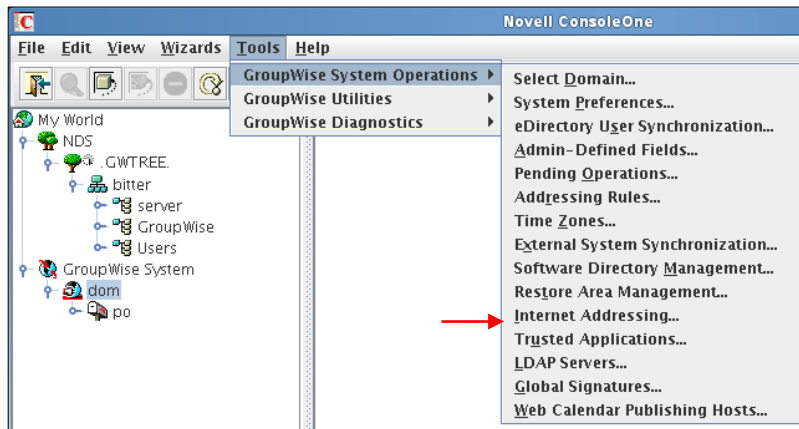 Novell ConsoleOne
File Edit View Wizards Tools Help
GroupWise System Operations
GroupWise Utilities
GroupWise Diagnostics
Select Domain...
System Preferences...
eDirectory User Synchronization...
Admin-Defined Fields...
Pending Operations...
Addressing Rules...
Time Zones...
External System Synchronization...
Software Directory Management...
Restore Area Management...
Internet Addressing...
Trusted Applications...
LDAP Servers...
Global Signatures...
Web Calendar Publishing Hosts...
My World
NDS
.GWTREE.
bitter
server
GroupWise
Users
GroupWise System
dom
po